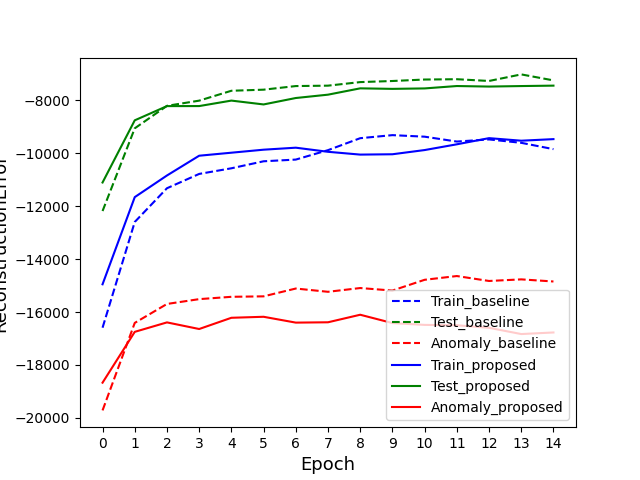 ReconstructionError
−8000
−10000
−12000
−14000
−16000
−18000
−20000
0 1 2 3 4 5 6 7 8 9 10 11 12 13 14
Epoch
Train_baseline
Test_baseline
Anomaly_baseline
Train_proposed
Test_proposed
Anomaly_proposed